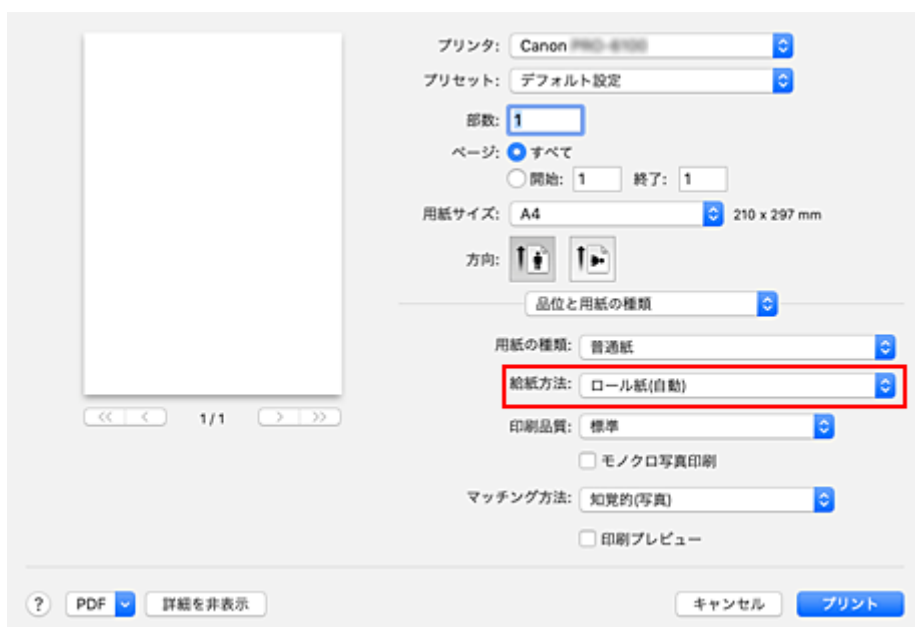 プリンタ: Canon
プリセット: デフォルト設定
部数: 1
ページ: すべて
開始: 1 終了: 1
用紙サイズ: A4 210 x 297 mm
方向:
品位と用紙の種類
用紙の種類: 普通紙
給紙方法: ロール紙(自動)
<< < 1/1 > >>
印刷品質: 標準
モノクロ写真印刷
マッチング方法: 知覚的(写真)
印刷プレビュー
? PDF 詳細を非表示 キャンセル プリント